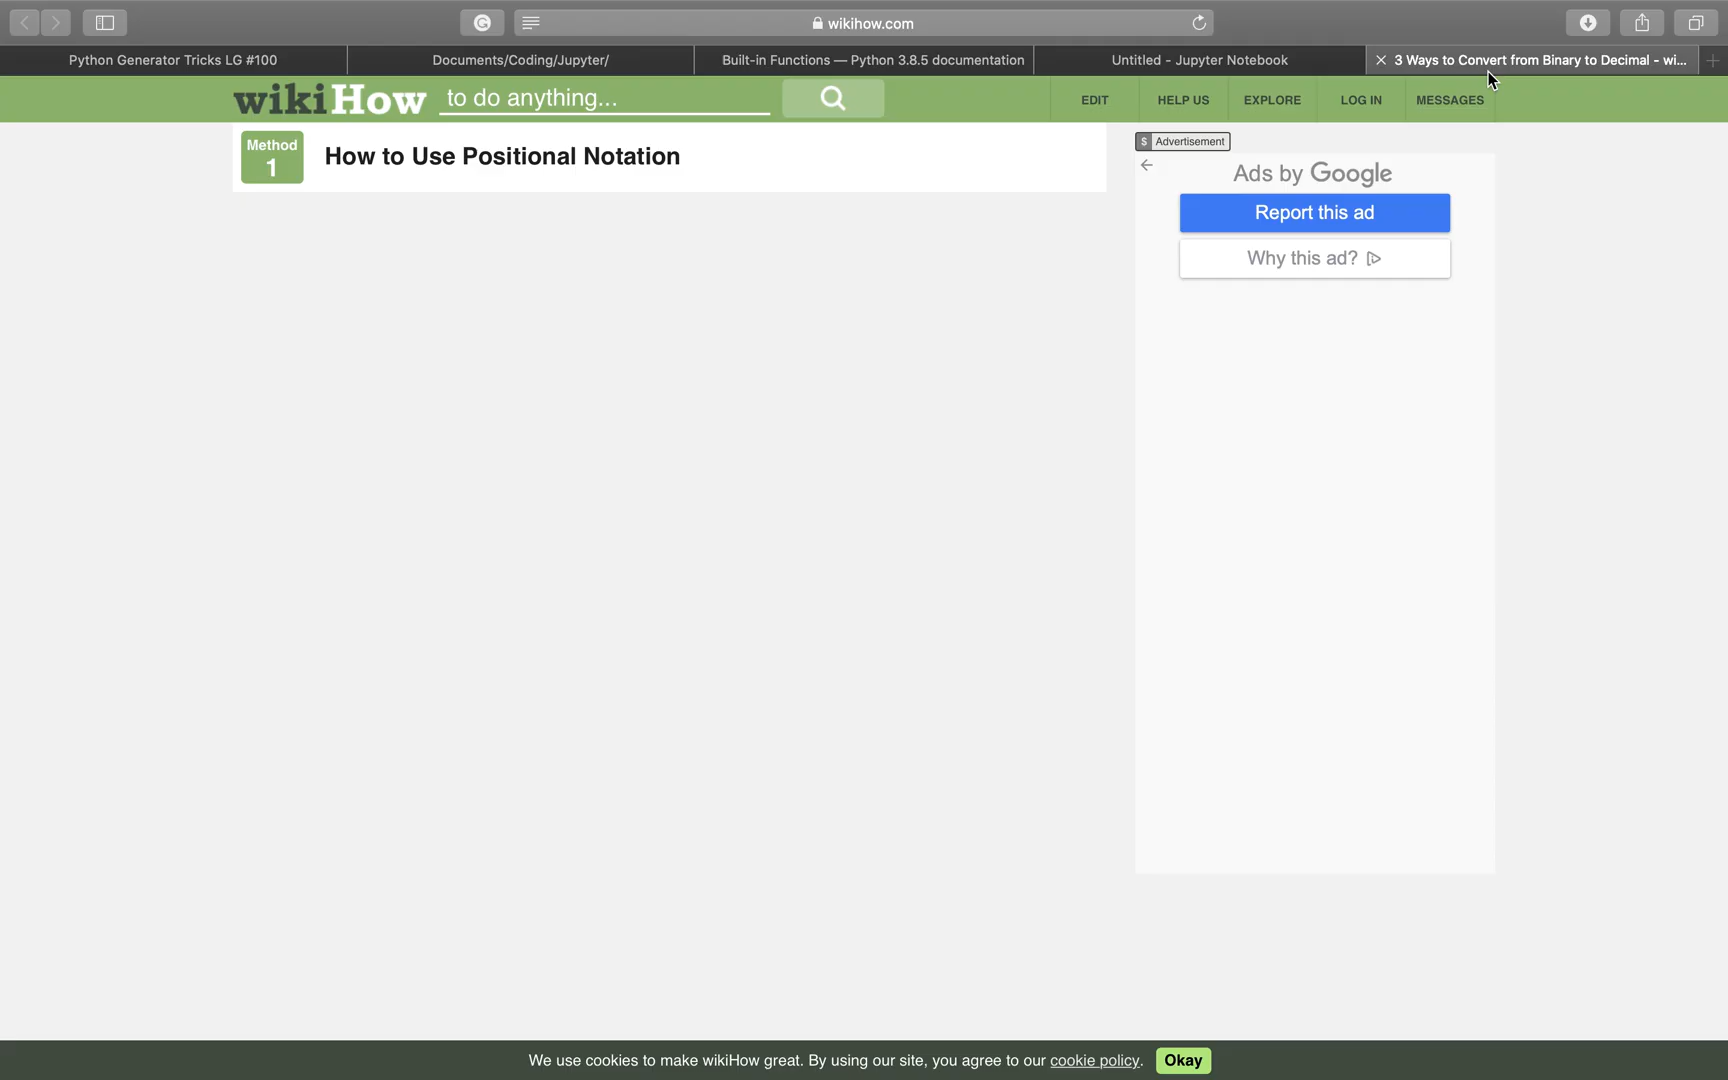 wikihow.com
Python Generator Tricks LG #100
Documents/Coding/Jupyter/
Built-in Functions — Python 3.8.5 documentation
Untitled - Jupyter Notebook
3 Ways to Convert from Binary to Decimal - wi...
wikiHow to do anything...
EDIT
HELP US
EXPLORE
LOG IN
MESSAGES
Method
1
How to Use Positional Notation
$ Advertisement
Ads by Google
Report this ad
Why this ad?
We use cookies to make wikiHow great. By using our site, you agree to our cookie policy. Okay